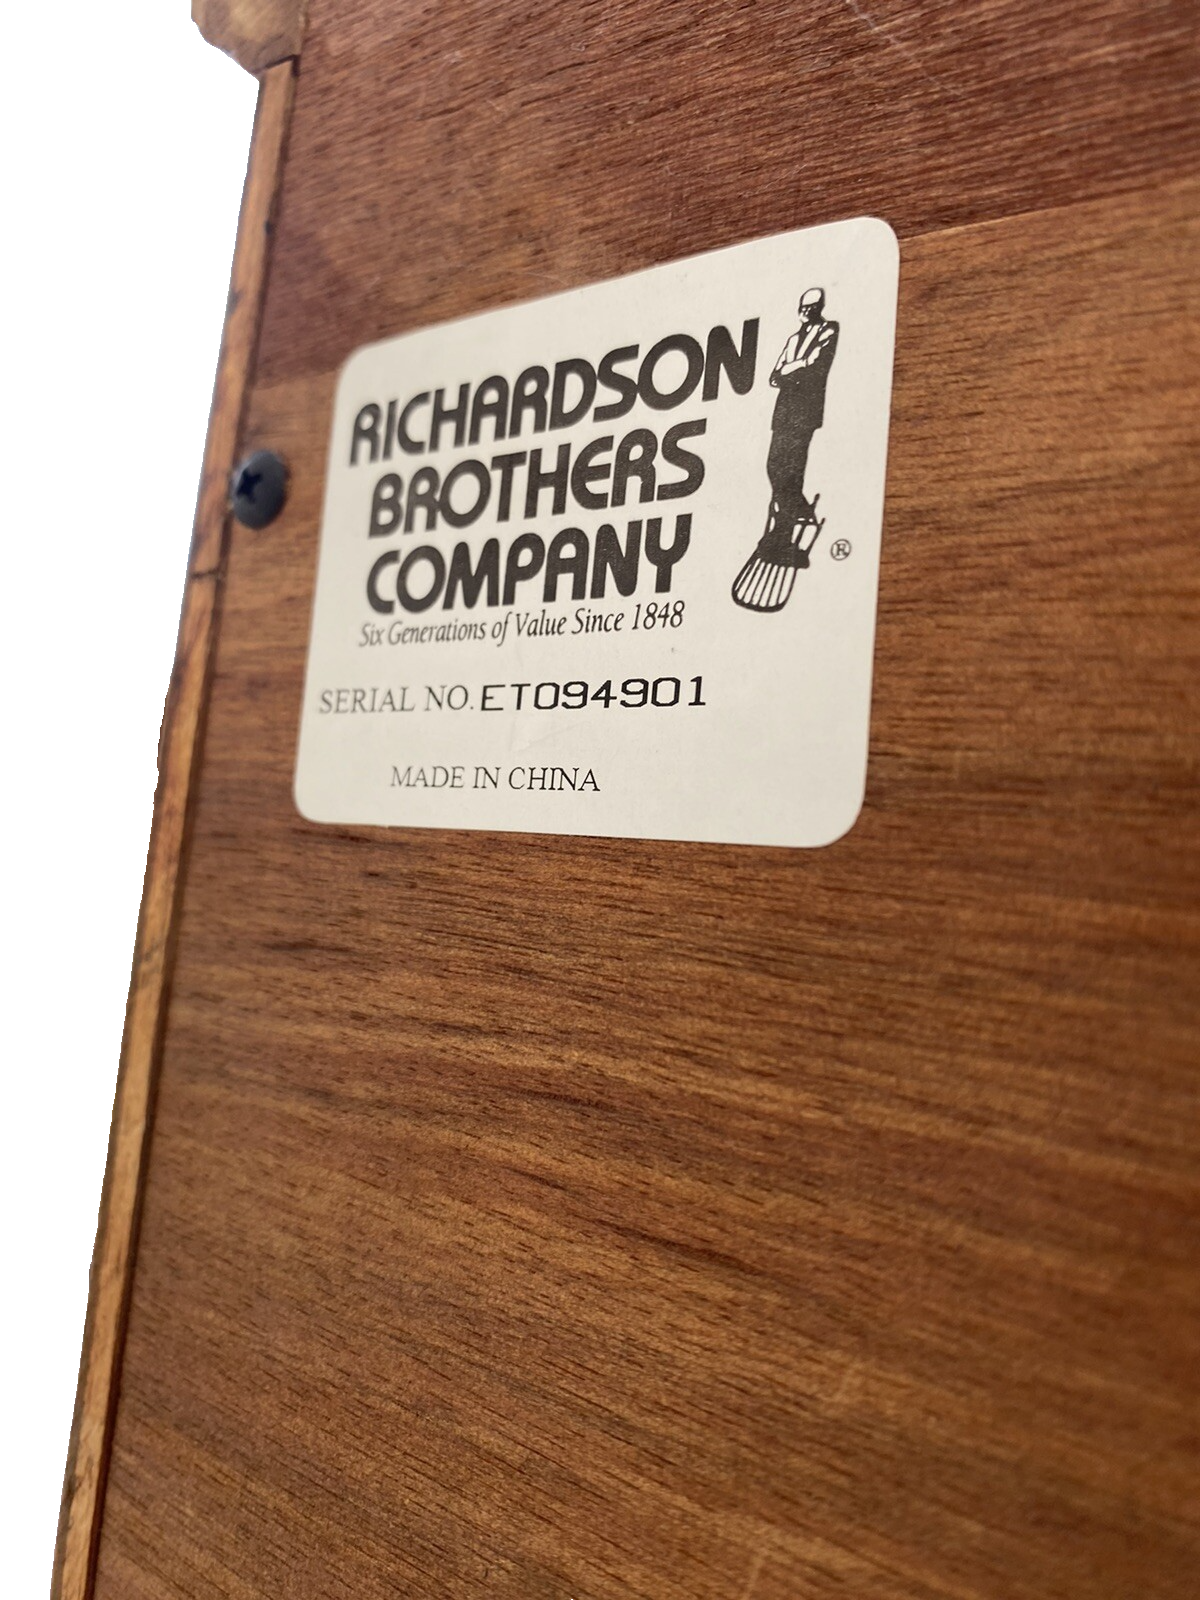 RICHARDSON
BROTHERS
COMPANY
®
Six Generations of Value Since 1848
SERIAL NO. ET094901
MADE IN CHINA